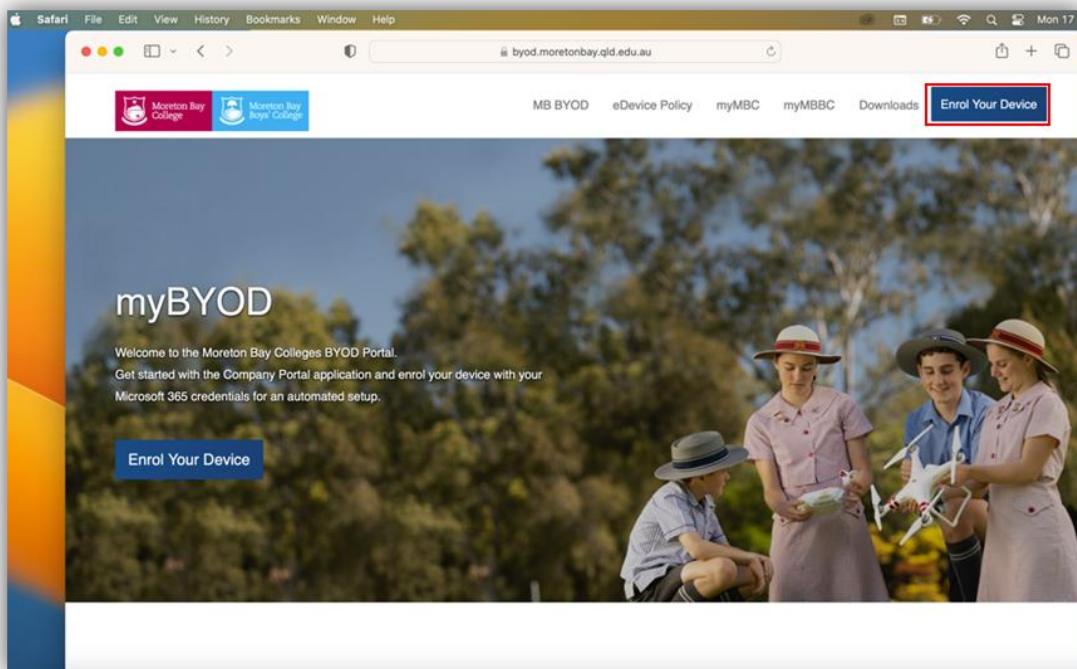 Safari File Edit View History Bookmarks Window Help Mon 17
byod.moretonbay.qld.edu.au
Moreton Bay
College
Moreton Bay
Boys' College
MB BYOD eDevice Policy myMBC myMBBC Downloads Enrol Your Device
myBYOD
Welcome to the Moreton Bay Colleges BYOD Portal.
Get started with the Company Portal application and enrol your device with your
Microsoft 365 credentials for an automated setup.
Enrol Your Device